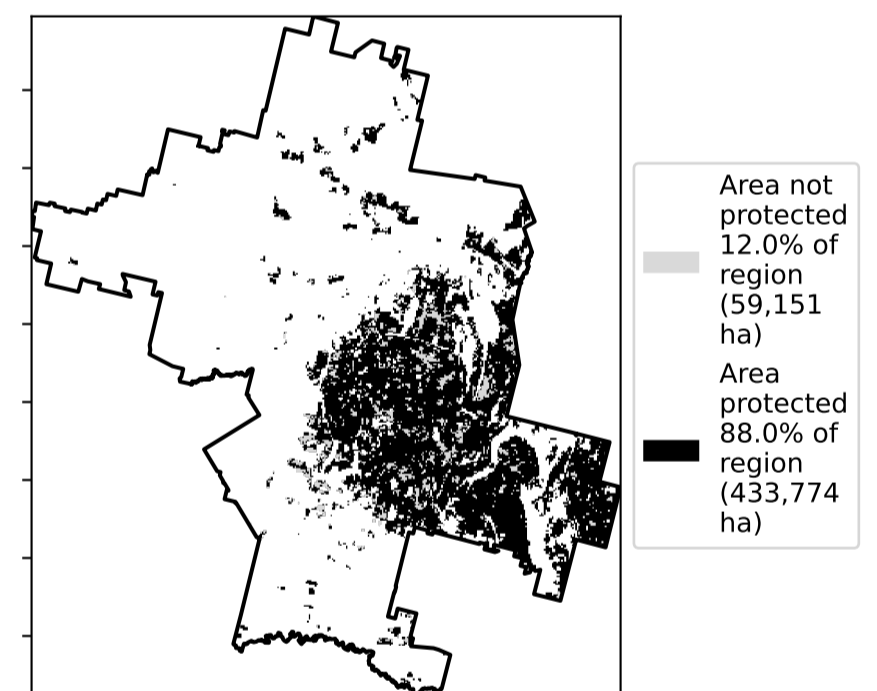 Area not
protected
12.0% of
region
(59,151
ha)
Area
protected
88.0% of
region
(433,774
ha)